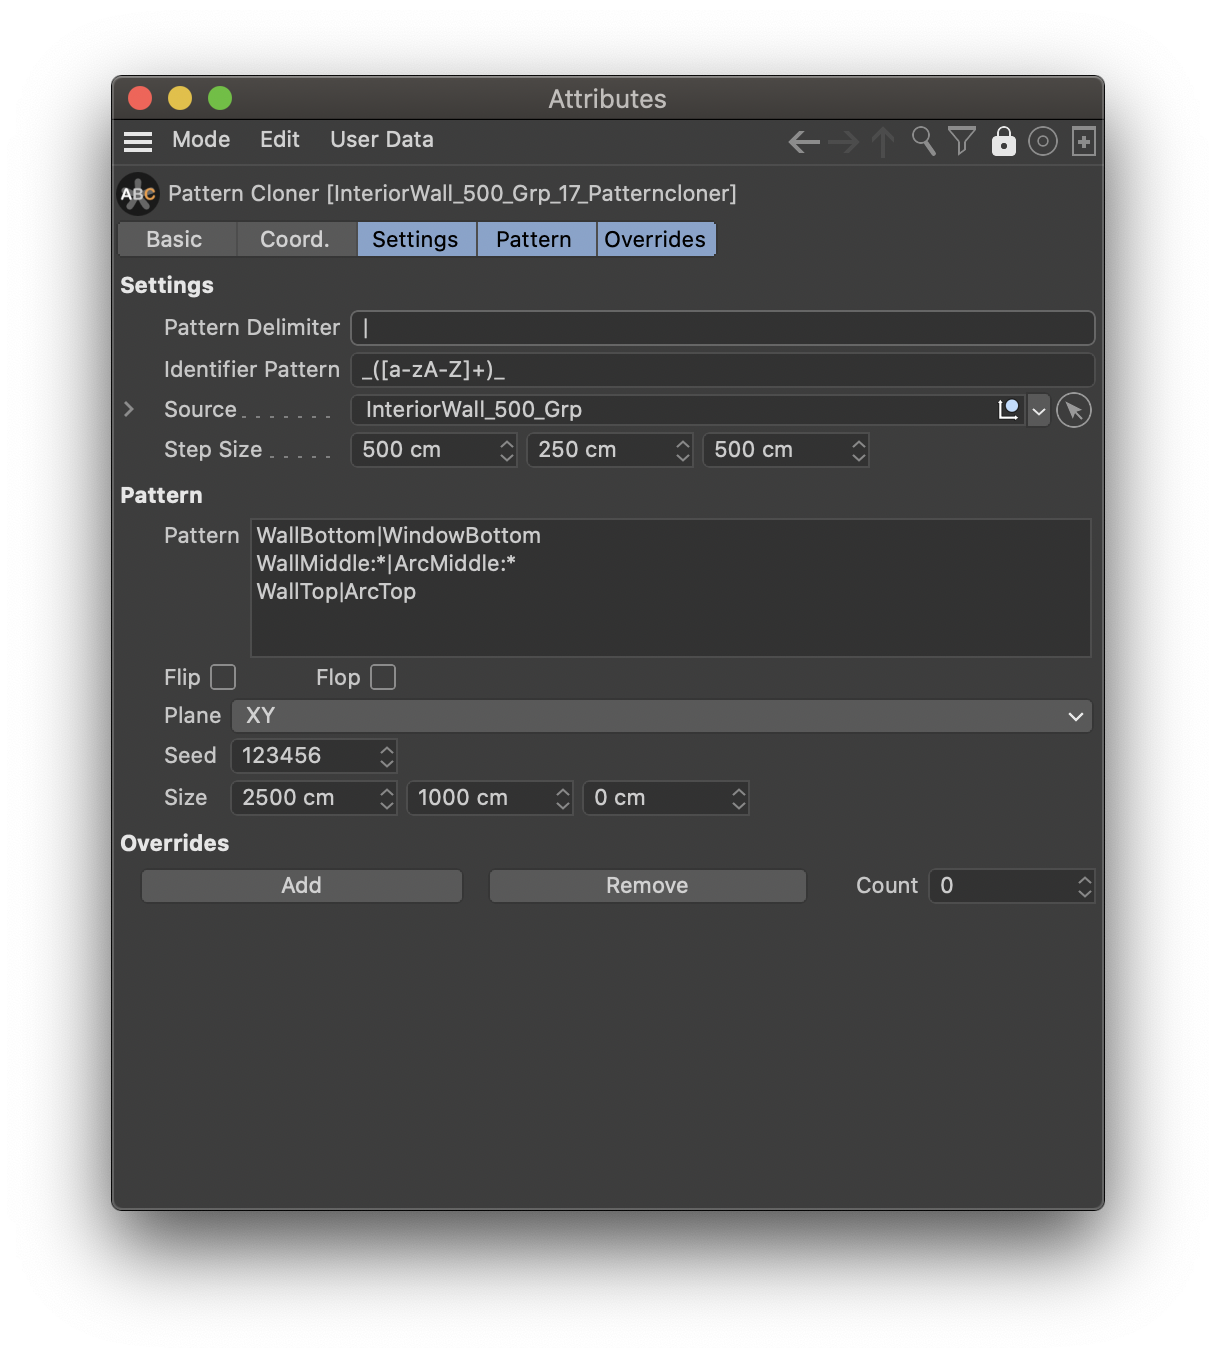 Attributes
Mode Edit User Data
ABC Pattern Cloner [InteriorWall_500_Grp_17_Patterncloner]
Basic Coord. Settings Pattern Overrides
Settings
Pattern Delimiter |
Identifier Pattern _([a-zA-Z]+)_
Source . . . . . . . InteriorWall_500_Grp
Step Size . . . . . 500 cm 250 cm 500 cm
Pattern
Pattern WallBottom|WindowBottom
WallMiddle:*|ArcMiddle:*
WallTop|ArcTop
Flip Flop
Plane XY
Seed 123456
Size 2500 cm 1000 cm 0 cm
Overrides
Add Remove Count 0